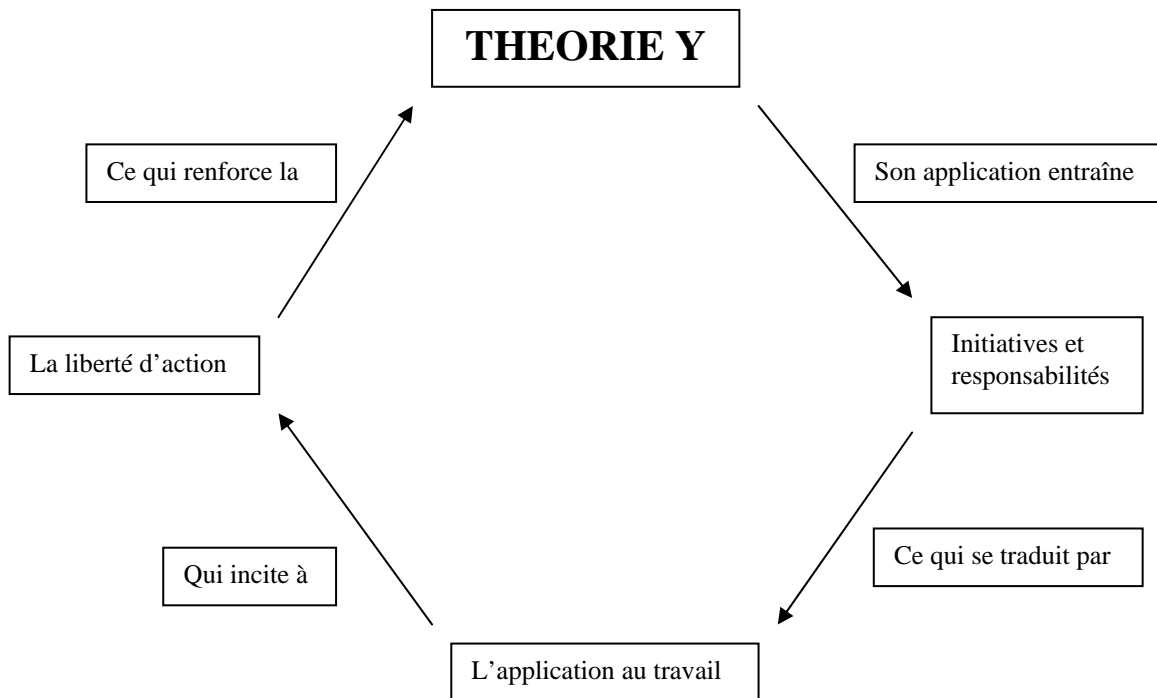 THEORIE Y
Ce qui renforce la
Son application entraîne
La liberté d’action
Initiatives et
responsabilités
Qui incite à
Ce qui se traduit par
L’application au travail